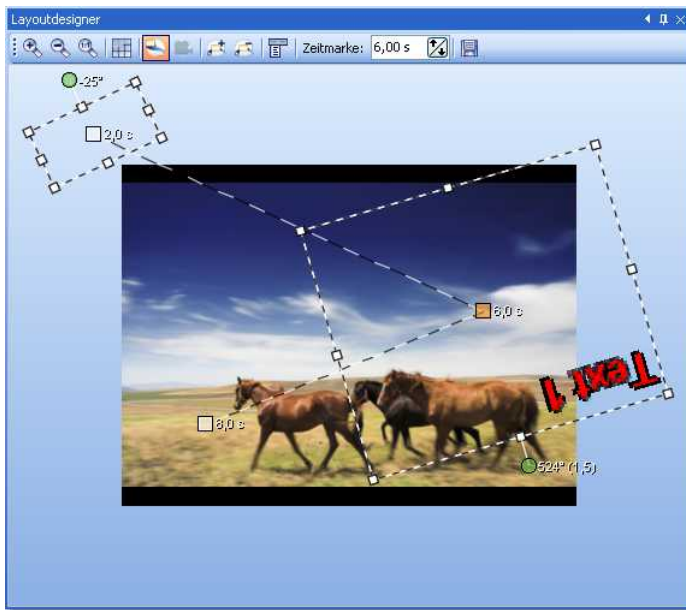 Layoutdesigner
Zeitmarke: 6,00 s
-25°
2,0 s
6,0 s
Text 1
8,0 s
524° (1,5)